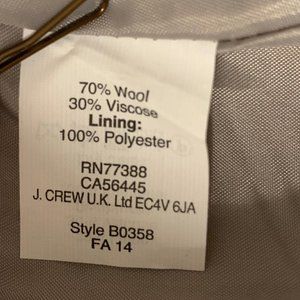 70% Wool
30% Viscose
Lining:
100% Polyester
RN77388
CA56445
J. CREW U.K. Ltd EC4V 6JA
Style B0358
FA 14